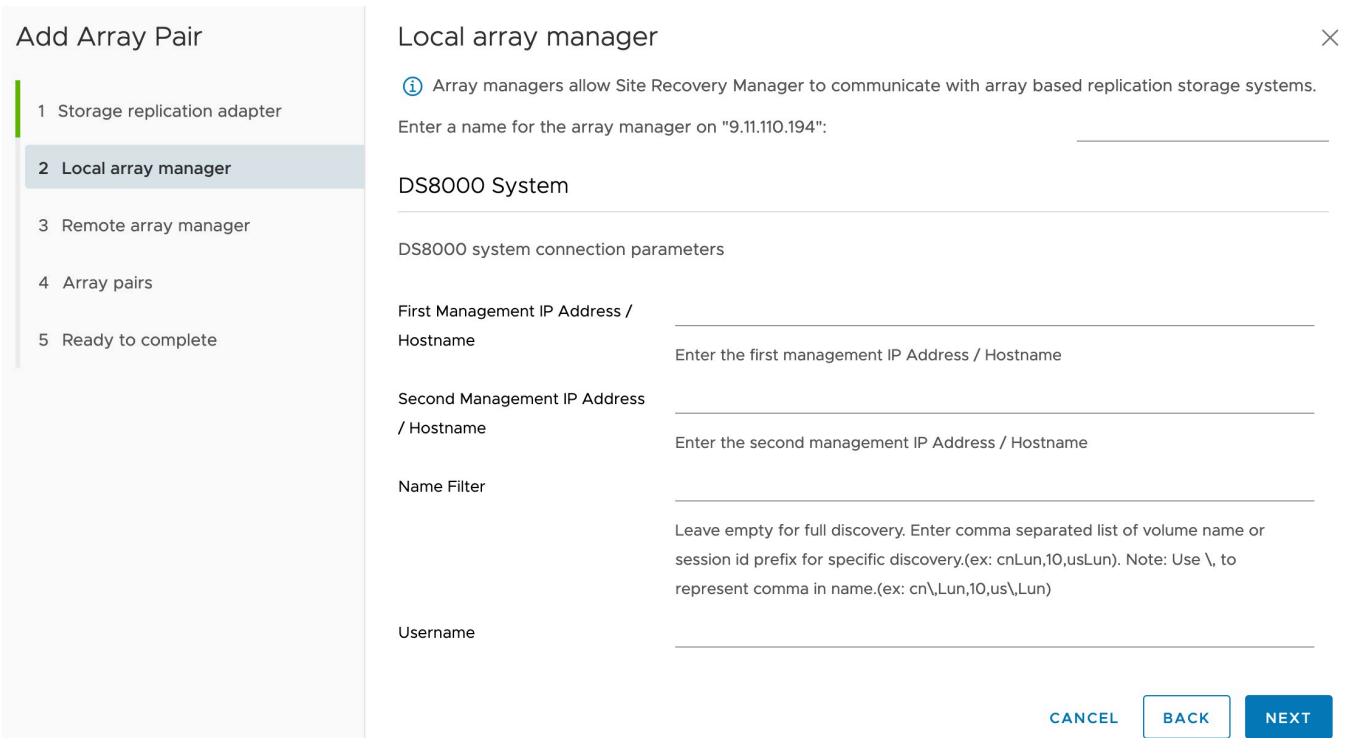 Add Array Pair
1 Storage replication adapter
2 Local array manager
3 Remote array manager
4 Array pairs
5 Ready to complete
Local array manager
Array managers allow Site Recovery Manager to communicate with array based replication storage systems.
Enter a name for the array manager on "9.11.110.194":
DS8000 System
DS8000 system connection parameters
First Management IP Address /
Hostname
Enter the first management IP Address / Hostname
Second Management IP Address
/ Hostname
Enter the second management IP Address / Hostname
Name Filter
Leave empty for full discovery. Enter comma separated list of volume name or
session id prefix for specific discovery.(ex: cnLun,10,usLun). Note: Use \, to
represent comma in name.(ex: cn\,Lun,10,us\,Lun)
Username
CANCEL
BACK
NEXT